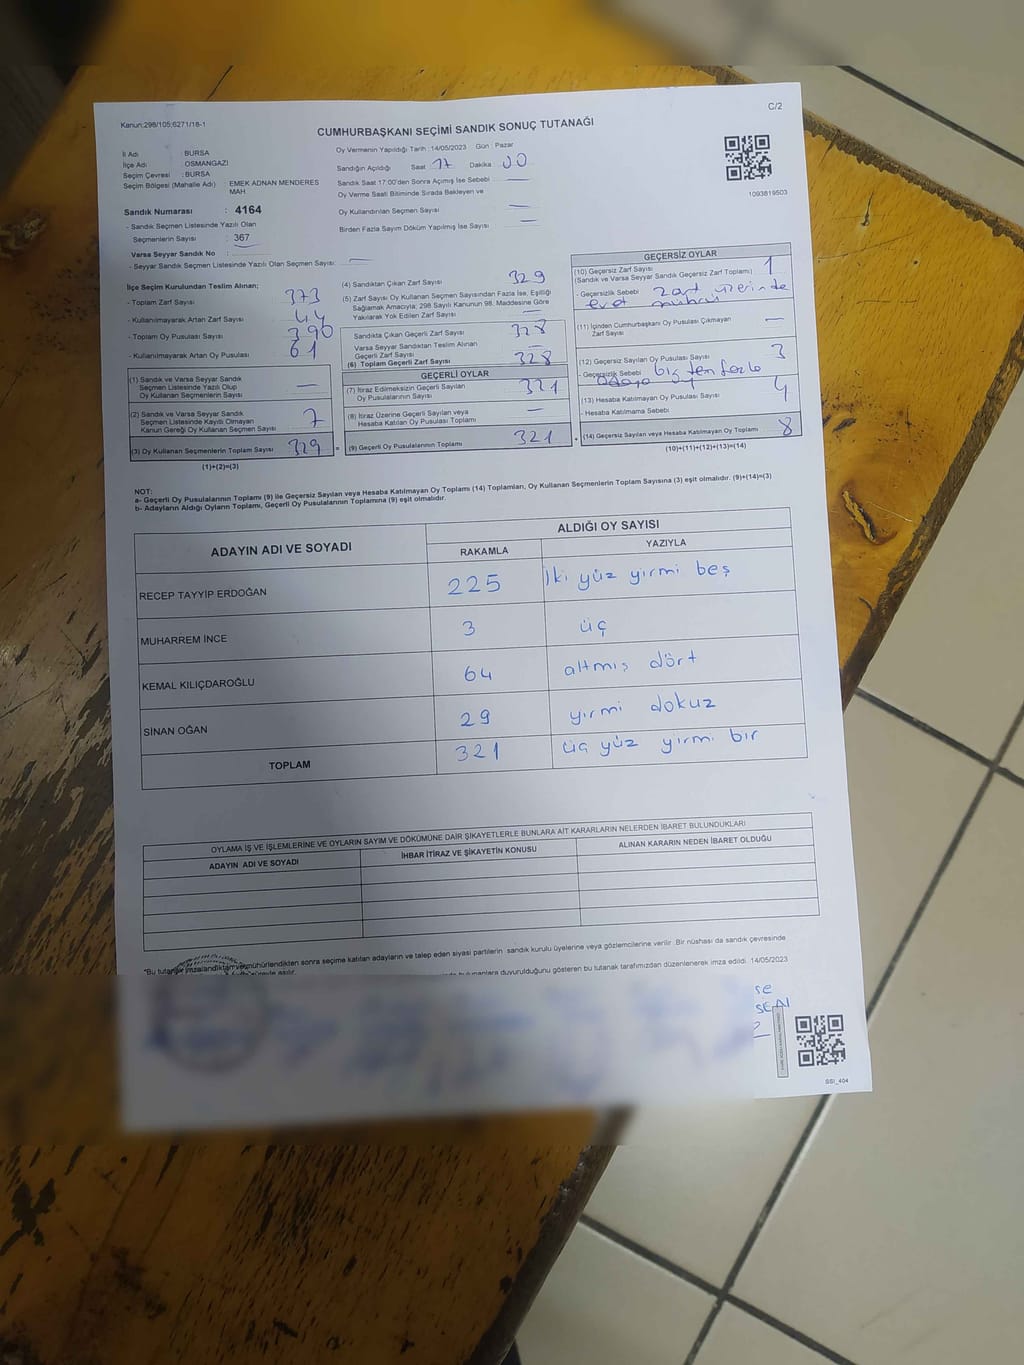 Kanun:298/105;6271/18-1
C/2
CUMHURBAŞKANI SEÇİMİ SANDIK SONUÇ TUTANAĞI
İl Adı : BURSA
İlçe Adı : OSMANGAZI
Seçim Çevresi : BURSA
Seçim Bölgesi (Mahalle Adı) : EMEK ADNAN MENDERES MAH
Sandık Numarası : 4164
- Sandık Seçmen Listesinde Yazılı Olan
Seçmenlerin Sayısı : 367
Varsa Seyyar Sandık No :
- Seyyar Sandık Seçmen Listesinde Yazılı Olan Seçmen Sayısı: —
Oy Vermenin Yapıldığı Tarih :14/05/2023 Gün : Pazar
Sandığın Açıldığı Saat 17 Dakika 00
Sandık Saat 17:00'den Sonra Açılmış İse Sebebi —
Oy Verme Saati Bitiminde Sırada Bekleyen ve
Oy Kullandırılan Seçmen Sayısı —
Birden Fazla Sayım Döküm Yapılmış İse Sayısı —
1093819503
İlçe Seçim Kurulundan Teslim Alınan;
- Toplam Zarf Sayısı 373
- Kullanılmayarak Artan Zarf Sayısı 44
- Toplam Oy Pusulası Sayısı 390
- Kullanılmayarak Artan Oy Pusulası 61
(1) Sandık ve Varsa Seyyar Sandık
Seçmen Listesinde Yazılı Olup
Oy Kullanan Seçmenlerin Sayısı —
(2) Sandık ve Varsa Seyyar Sandık
Seçmen Listesinde Kayıtlı Olmayan
Kanun Gereği Oy Kullanan Seçmen Sayısı 7
(3) Oy Kullanan Seçmenlerin Toplam Sayısı 329
(1)+(2)=(3)
(4) Sandıktan Çıkan Zarf Sayısı 329
(5) Zarf Sayısı Oy Kullanan Seçmen Sayısından Fazla İse, Eşitliği
Sağlamak Amacıyla; 298 Sayılı Kanunun 98. Maddesine Göre
Yakılarak Yok Edilen Zarf Sayısı —
Sandıkta Çıkan Geçerli Zarf Sayısı 328
Varsa Seyyar Sandıktan Teslim Alınan
Geçerli Zarf Sayısı —
(6) Toplam Geçerli Zarf Sayısı 328
GEÇERLİ OYLAR
(7) İtiraz Edilmeksizin Geçerli Sayılan
Oy Pusulalarının Sayısı 321
(8) İtiraz Üzerine Geçerli Sayılan veya
Hesaba Katılan Oy Pusulası Toplamı —
= (9) Geçerli Oy Pusulalarının Toplamı 321
GEÇERSİZ OYLAR
(10) Geçersiz Zarf Sayısı 1
(Sandık ve Varsa Seyyar Sandık Geçersiz Zarf Toplamı)
- Geçersizlik Sebebi zarf üzerinde
evet mührü
(11) İçinden Cumhurbaşkanı Oy Pusulası Çıkmayan
Zarf Sayısı —
(12) Geçersiz Sayılan Oy Pusulası Sayısı 3
- Geçersizlik Sebebi birden fazla
adaya oy
(13) Hesaba Katılmayan Oy Pusulası Sayısı 4
- Hesaba Katılmama Sebebi
+ (14) Geçersiz Sayılan veya Hesaba Katılmayan Oy Toplamı 8
(10)+(11)+(12)+(13)=(14)
NOT:
a- Geçerli Oy Pusulalarının Toplamı (9) ile Geçersiz Sayılan veya Hesaba Katılmayan Oy Toplamı (14) Toplamları, Oy Kullanan Seçmenlerin Toplam Sayısına (3) eşit olmalıdır. (9)+(14)=(3)
b- Adayların Aldığı Oyların Toplamı, Geçerli Oy Pusulalarının Toplamına (9) eşit olmalıdır.
ADAYIN ADI VE SOYADI
ALDIĞI OY SAYISI
RAKAMLA YAZIYLA
RECEP TAYYIP ERDOĞAN 225 İki yüz yirmi beş
MUHARREM İNCE 3 üç
KEMAL KILIÇDAROĞLU 64 altmış dört
SİNAN OĞAN 29 yirmi dokuz
TOPLAM 321 üç yüz yirmi bir
OYLAMA İŞ VE İŞLEMLERİNE VE OYLARIN SAYIM VE DÖKÜMÜNE DAİR ŞİKAYETLERLE BUNLARA AİT KARARLARIN NELERDEN İBARET BULUNDUKLARI
ADAYIN ADI VE SOYADI İHBAR İTİRAZ VE ŞİKAYETİN KONUSU ALINAN KARARIN NEDEN İBARET OLDUĞU
*Bu tutanak imzalandıktan ve mühürlendikten sonra seçime katılan adayların ve talep eden siyasi partilerin sandık kurulu üyelerine veya gözlemcilerine verilir. Bir nüshası da sandık çevresinde
bulunanlara duyurulduğunu gösteren bu tutanak tarafımızdan düzenlenerek imza edildi. 14/05/2023
SSI_404